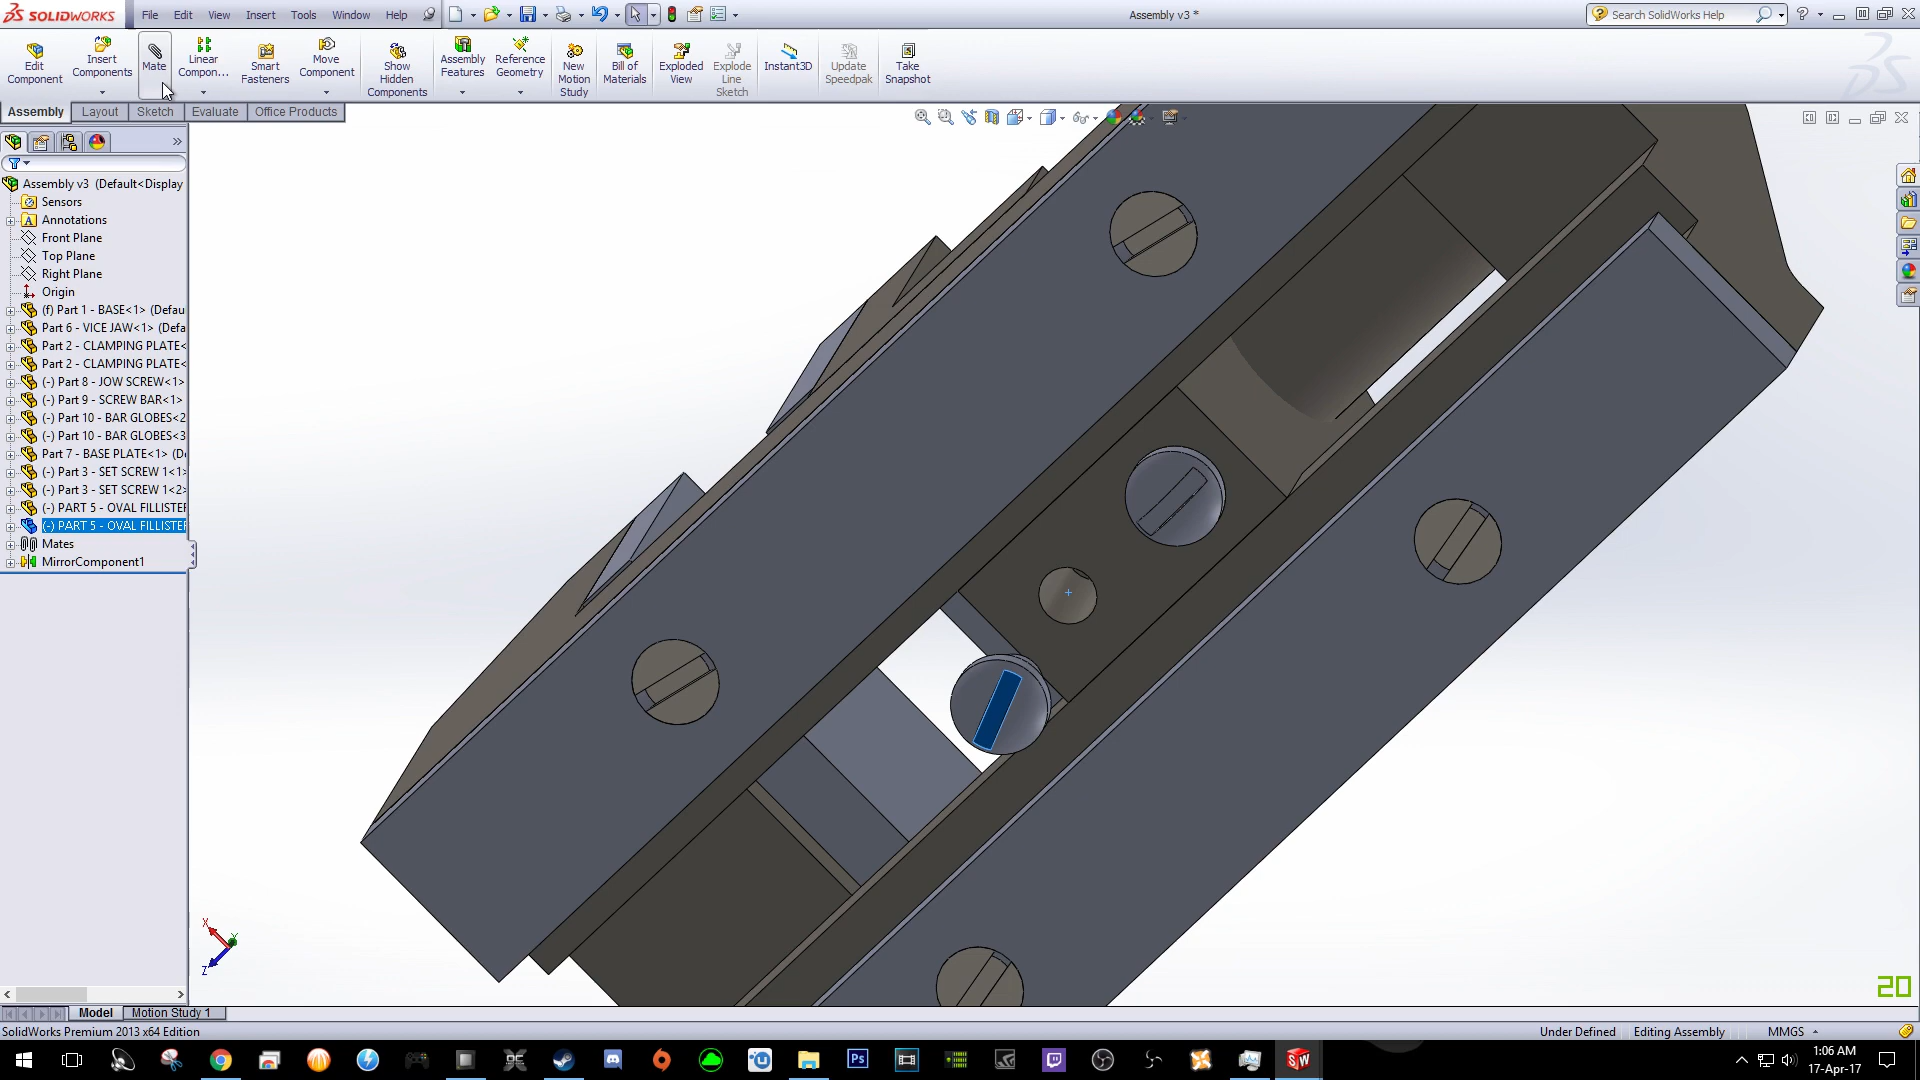 SOLIDWORKS File Edit View Insert Tools Window Help Assembly v3 * Search SolidWorks Help
Edit Component
Insert Components
Mate
Linear Compon...
Smart Fasteners
Move Component
Show Hidden Components
Assembly Features
Reference Geometry
New Motion Study
Bill of Materials
Exploded View
Explode Line Sketch
Instant3D
Update Speedpak
Take Snapshot
Assembly Layout Sketch Evaluate Office Products
Assembly v3 (Default<Display
Sensors
Annotations
Front Plane
Top Plane
Right Plane
Origin
(f) Part 1 - BASE<1> (Defau
Part 6 - VICE JAW<1> (Defa
Part 2 - CLAMPING PLATE<
Part 2 - CLAMPING PLATE<
(-) Part 8 - JOW SCREW<1>
(-) Part 9 - SCREW BAR<1>
(-) Part 10 - BAR GLOBES<2
(-) Part 10 - BAR GLOBES<3
Part 7 - BASE PLATE<1> (De
(-) Part 3 - SET SCREW 1<1>
(-) Part 3 - SET SCREW 1<2>
(-) PART 5 - OVAL FILLISTER
(-) PART 5 - OVAL FILLISTER
Mates
MirrorComponent1
X
Y
Z
20
Model Motion Study 1
SolidWorks Premium 2013 x64 Edition Under Defined Editing Assembly MMGS
1:06 AM
17-Apr-17